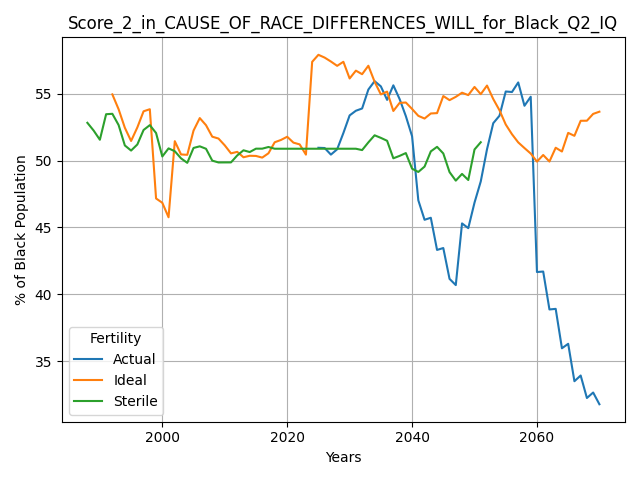 Score_2_in_CAUSE_OF_RACE_DIFFERENCES_WILL_for_Black_Q2_IQ
% of Black Population
55
50
45
40
35
Fertility
Actual
Ideal
Sterile
2000 2020 2040 2060
Years